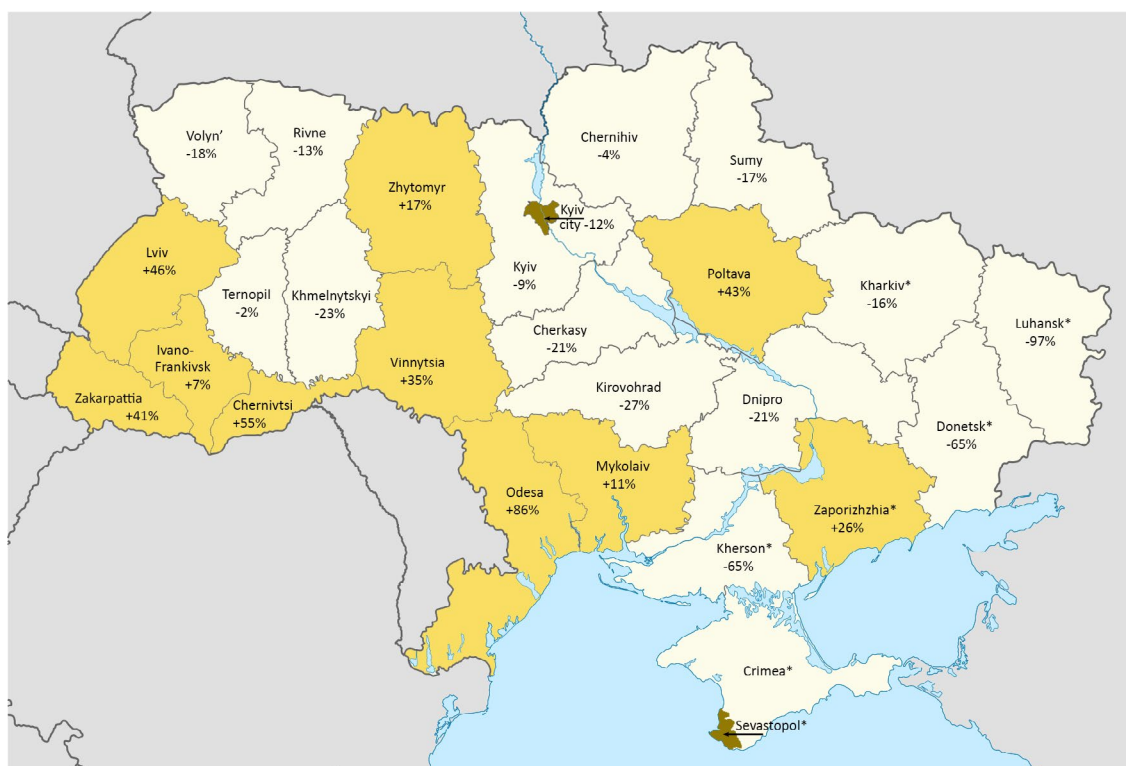 Volyn’
-18%
Rivne
-13%
Zhytomyr
+17%
Chernihiv
-4%
Sumy
-17%
Kyiv
city -12%
Lviv
+46%
Ternopil
-2%
Khmelnytskyi
-23%
Kyiv
-9%
Poltava
+43%
Kharkiv*
-16%
Luhansk*
-97%
Cherkasy
-21%
Ivano-
Frankivsk
+7%
Vinnytsia
+35%
Zakarpattia
+41%
Chernivtsi
+55%
Kirovohrad
-27%
Dnipro
-21%
Donetsk*
-65%
Odesa
+86%
Mykolaiv
+11%
Zaporizhzhia*
+26%
Kherson*
-65%
Crimea*
Sevastopol*